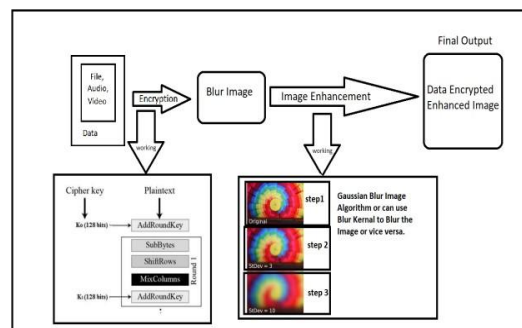 Final Output
File,
Audio,
Video
Data
Encryption
Blur Image
Image Enhancement
Data Encrypted
Enhanced Image
working
working
Cipher key
Plaintext
K₀ (128 bits)
AddRoundKey
SubBytes
ShiftRows
MixColumns
Round 1
K₁ (128 bits)
AddRoundKey
Original
step1
StDev = 3
step 2
StDev = 10
step 3
Gaussian Blur Image
Algorithm or can use
Blur Kernal to Blur the
Image or vice versa.